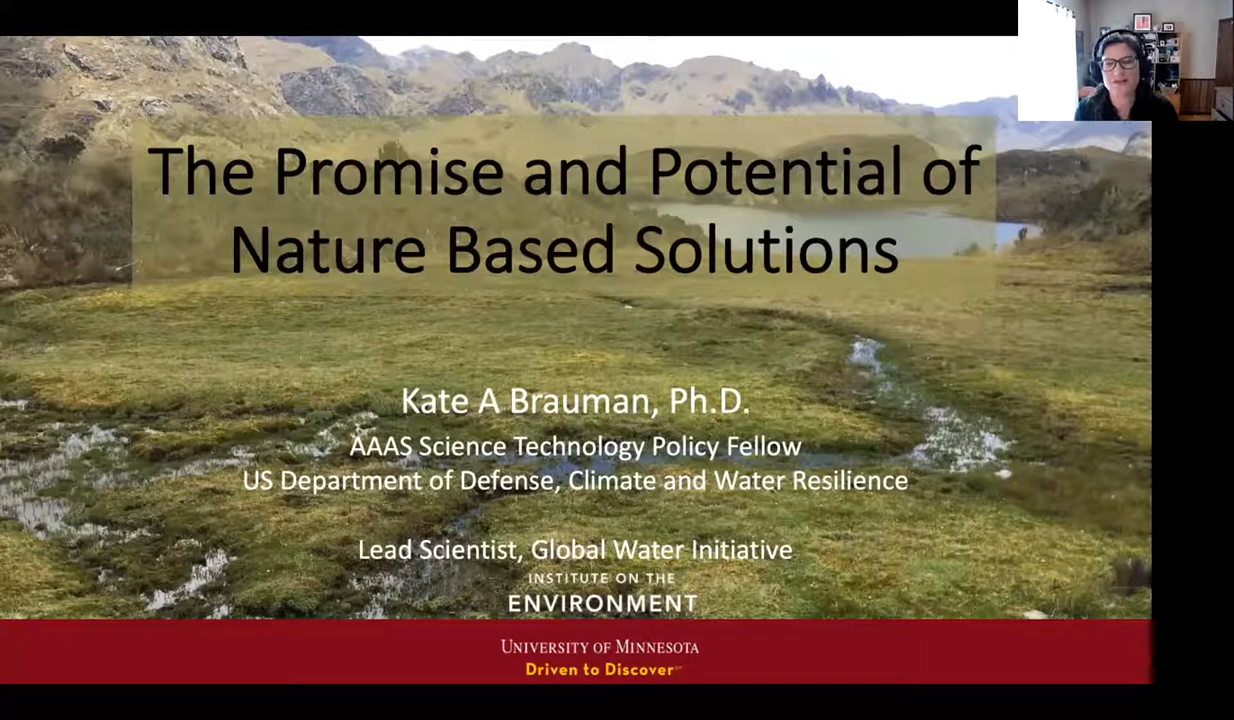 The Promise and Potential of
Nature Based Solutions
Kate A Brauman, Ph.D.
AAAS Science Technology Policy Fellow
US Department of Defense, Climate and Water Resilience
Lead Scientist, Global Water Initiative
INSTITUTE ON THE
ENVIRONMENT
UNIVERSITY OF MINNESOTA
Driven to Discover